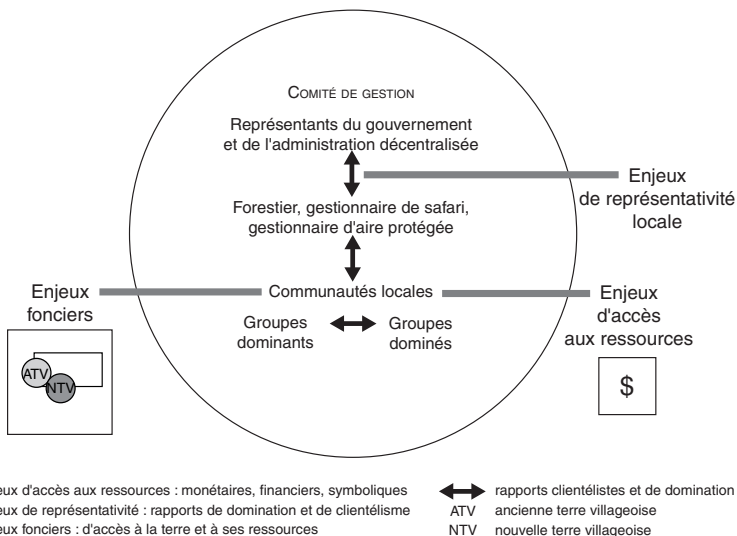 COMITÉ DE GESTION
Représentants du gouvernement
et de l'administration décentralisée
Enjeux
de représentativité
locale
Forestier, gestionnaire de safari,
gestionnaire d'aire protégée
Enjeux
fonciers
Communautés locales
Enjeux
d'accès
aux ressources
Groupes
dominants
Groupes
dominés
ATV
NTV
$
eux d'accès aux ressources : monétaires, financiers, symboliques
eux de représentativité : rapports de domination et de clientélisme
eux fonciers : d'accès à la terre et à ses ressources
rapports clientélistes et de domination
ATV ancienne terre villageoise
NTV nouvelle terre villageoise